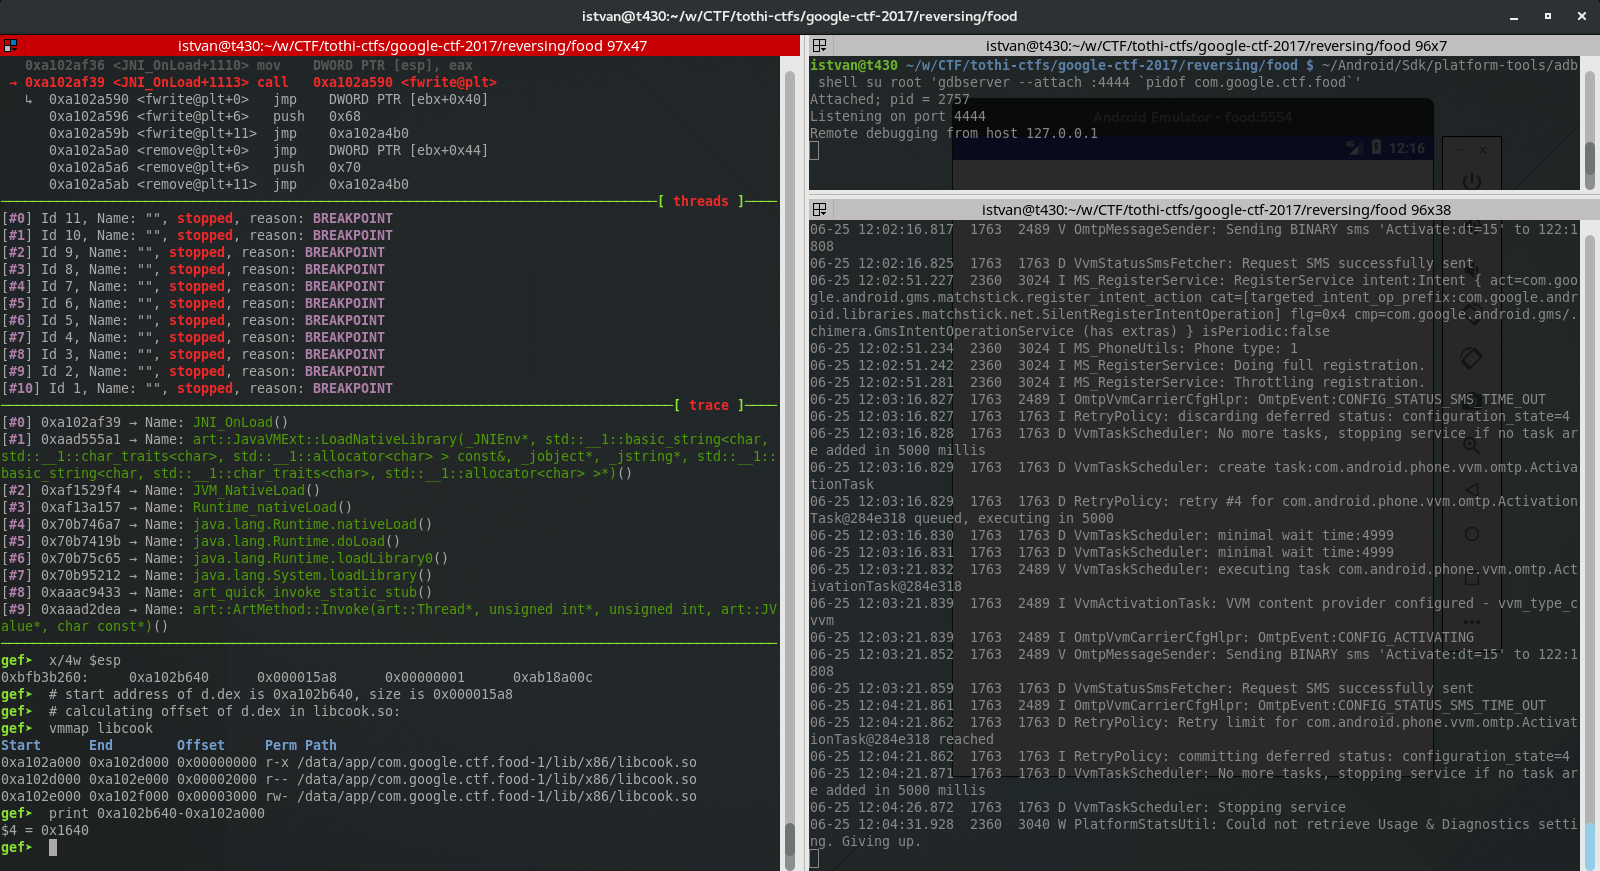 istvan@t430:~/w/CTF/tothi-ctfs/google-ctf-2017/reversing/food
istvan@t430:~/w/CTF/tothi-ctfs/google-ctf-2017/reversing/food 97x47
0xa102af36 <JNI_OnLoad+1110> mov    DWORD PTR [esp], eax
→ 0xa102af39 <JNI_OnLoad+1113> call   0xa102a590 <fwrite@plt>
↳  0xa102a590 <fwrite@plt+0>   jmp    DWORD PTR [ebx+0x40]
0xa102a596 <fwrite@plt+6>   push   0x68
0xa102a59b <fwrite@plt+11>  jmp    0xa102a4b0
0xa102a5a0 <remove@plt+0>   jmp    DWORD PTR [ebx+0x44]
0xa102a5a6 <remove@plt+6>   push   0x70
0xa102a5ab <remove@plt+11>  jmp    0xa102a4b0
[ threads ]
[#0] Id 11, Name: "", stopped, reason: BREAKPOINT
[#1] Id 10, Name: "", stopped, reason: BREAKPOINT
[#2] Id 9, Name: "", stopped, reason: BREAKPOINT
[#3] Id 8, Name: "", stopped, reason: BREAKPOINT
[#4] Id 7, Name: "", stopped, reason: BREAKPOINT
[#5] Id 6, Name: "", stopped, reason: BREAKPOINT
[#6] Id 5, Name: "", stopped, reason: BREAKPOINT
[#7] Id 4, Name: "", stopped, reason: BREAKPOINT
[#8] Id 3, Name: "", stopped, reason: BREAKPOINT
[#9] Id 2, Name: "", stopped, reason: BREAKPOINT
[#10] Id 1, Name: "", stopped, reason: BREAKPOINT
[ trace ]
[#0] 0xa102af39 → Name: JNI_OnLoad()
[#1] 0xaad555a1 → Name: art::JavaVMExt::LoadNativeLibrary(_JNIEnv*, std::__1::basic_string<char,
std::__1::char_traits<char>, std::__1::allocator<char> > const&, _jobject*, _jstring*, std::__1::
basic_string<char, std::__1::char_traits<char>, std::__1::allocator<char> >*)()
[#2] 0xaf1529f4 → Name: JVM_NativeLoad()
[#3] 0xaf13a157 → Name: Runtime_nativeLoad()
[#4] 0x70b746a7 → Name: java.lang.Runtime.nativeLoad()
[#5] 0x70b7419b → Name: java.lang.Runtime.doLoad()
[#6] 0x70b75c65 → Name: java.lang.Runtime.loadLibrary0()
[#7] 0x70b95212 → Name: java.lang.System.loadLibrary()
[#8] 0xaaac9433 → Name: art_quick_invoke_static_stub()
[#9] 0xaaad2dea → Name: art::ArtMethod::Invoke(art::Thread*, unsigned int*, unsigned int, art::JV
alue*, char const*)()
gef➤  x/4w $esp
0xbfb3b260:     0xa102b640      0x000015a8      0x00000001      0xab18a00c
gef➤  # start address of d.dex is 0xa102b640, size is 0x000015a8
gef➤  # calculating offset of d.dex in libcook.so:
gef➤  vmmap libcook
Start      End        Offset     Perm Path
0xa102a000 0xa102d000 0x00000000 r-x /data/app/com.google.ctf.food-1/lib/x86/libcook.so
0xa102d000 0xa102e000 0x00002000 r-- /data/app/com.google.ctf.food-1/lib/x86/libcook.so
0xa102e000 0xa102f000 0x00003000 rw- /data/app/com.google.ctf.food-1/lib/x86/libcook.so
gef➤  print 0xa102b640-0xa102a000
$4 = 0x1640
gef➤
istvan@t430:~/w/CTF/tothi-ctfs/google-ctf-2017/reversing/food 96x7
istvan@t430 ~/w/CTF/tothi-ctfs/google-ctf-2017/reversing/food $ ~/Android/Sdk/platform-tools/adb
shell su root 'gdbserver --attach :4444 `pidof com.google.ctf.food`'
Attached; pid = 2757
Listening on port 4444
Android Emulator - food:5554
Remote debugging from host 127.0.0.1
4G 12:16
istvan@t430:~/w/CTF/tothi-ctfs/google-ctf-2017/reversing/food 96x38
06-25 12:02:16.817  1763  2489 V OmtpMessageSender: Sending BINARY sms 'Activate:dt=15' to 122:1
808
06-25 12:02:16.825  1763  1763 D VvmStatusSmsFetcher: Request SMS successfully sent
06-25 12:02:51.227  2360  3024 I MS_RegisterService: RegisterService intent:Intent { act=com.goo
gle.android.gms.matchstick.register_intent_action cat=[targeted_intent_op_prefix:com.google.andr
oid.libraries.matchstick.net.SilentRegisterIntentOperation] flg=0x4 cmp=com.google.android.gms/.
chimera.GmsIntentOperationService (has extras) } isPeriodic:false
06-25 12:02:51.234  2360  3024 I MS_PhoneUtils: Phone type: 1
06-25 12:02:51.242  2360  3024 I MS_RegisterService: Doing full registration.
06-25 12:02:51.281  2360  3024 I MS_RegisterService: Throttling registration.
06-25 12:03:16.827  1763  2489 I OmtpVvmCarrierCfgHlpr: OmtpEvent:CONFIG_STATUS_SMS_TIME_OUT
06-25 12:03:16.827  1763  1763 I RetryPolicy: discarding deferred status: configuration_state=4
06-25 12:03:16.828  1763  1763 D VvmTaskScheduler: No more tasks, stopping service if no task ar
e added in 5000 millis
06-25 12:03:16.829  1763  1763 D VvmTaskScheduler: create task:com.android.phone.vvm.omtp.Activa
tionTask
06-25 12:03:16.829  1763  1763 D RetryPolicy: retry #4 for com.android.phone.vvm.omtp.Activation
Task@284e318 queued, executing in 5000
06-25 12:03:16.830  1763  1763 D VvmTaskScheduler: minimal wait time:4999
06-25 12:03:16.831  1763  1763 D VvmTaskScheduler: minimal wait time:4999
06-25 12:03:21.832  1763  2489 V VvmTaskScheduler: executing task com.android.phone.vvm.omtp.Act
ivationTask@284e318
06-25 12:03:21.839  1763  2489 I VvmActivationTask: VVM content provider configured - vvm_type_c
vvm
06-25 12:03:21.839  1763  2489 I OmtpVvmCarrierCfgHlpr: OmtpEvent:CONFIG_ACTIVATING
06-25 12:03:21.852  1763  2489 V OmtpMessageSender: Sending BINARY sms 'Activate:dt=15' to 122:1
808
06-25 12:03:21.859  1763  1763 D VvmStatusSmsFetcher: Request SMS successfully sent
06-25 12:04:21.861  1763  2489 I OmtpVvmCarrierCfgHlpr: OmtpEvent:CONFIG_STATUS_SMS_TIME_OUT
06-25 12:04:21.862  1763  1763 D RetryPolicy: Retry limit for com.android.phone.vvm.omtp.Activat
ionTask@284e318 reached
06-25 12:04:21.862  1763  1763 I RetryPolicy: committing deferred status: configuration_state=4
06-25 12:04:21.871  1763  1763 D VvmTaskScheduler: No more tasks, stopping service if no task ar
e added in 5000 millis
06-25 12:04:26.872  1763  1763 D VvmTaskScheduler: Stopping service
06-25 12:04:31.928  2360  3040 W PlatformStatsUtil: Could not retrieve Usage & Diagnostics setti
ng. Giving up.